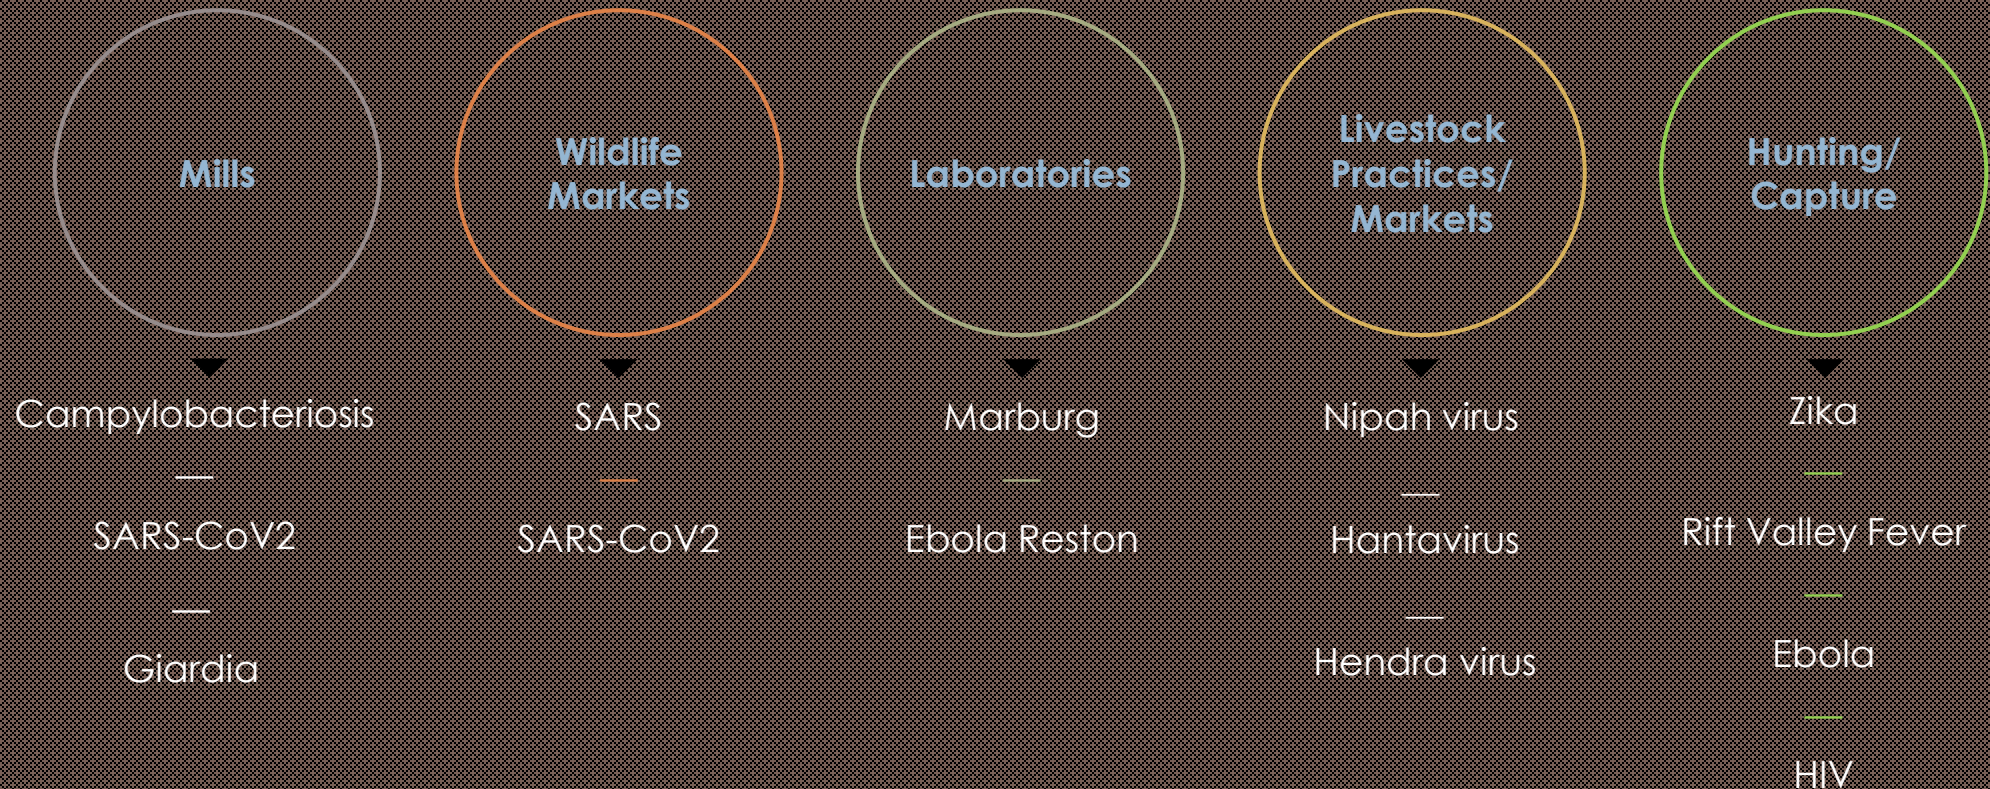 Mills
Wildlife
Markets
Laboratories
Livestock
Practices/
Markets
Hunting/
Capture
Campylobacteriosis
SARS-CoV2
Giardia
SARS
SARS-CoV2
Marburg
Ebola Reston
Nipah virus
Hantavirus
Hendra virus
Zika
Rift Valley Fever
Ebola
HIV